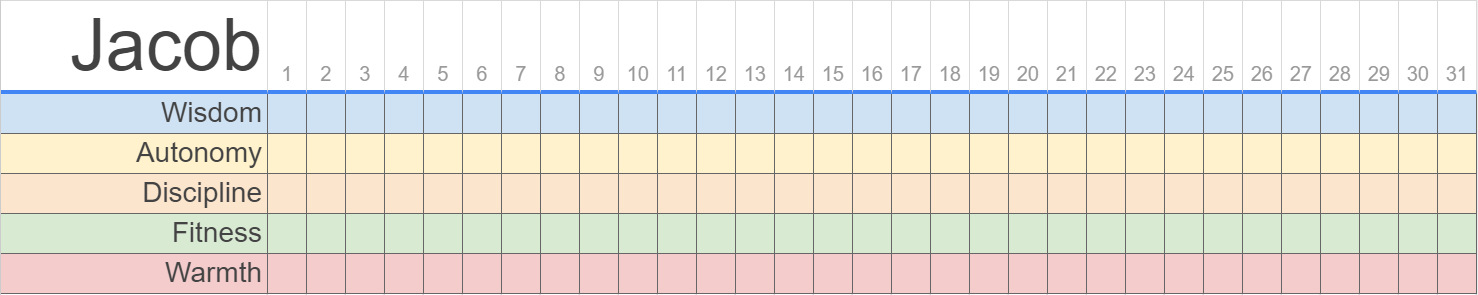 Jacob 1 2 3 4 5 6 7 8 9 10 11 12 13 14 15 16 17 18 19 20 21 22 23 24 25 26 27 28 29 30 31
Wisdom
Autonomy
Discipline
Fitness
Warmth